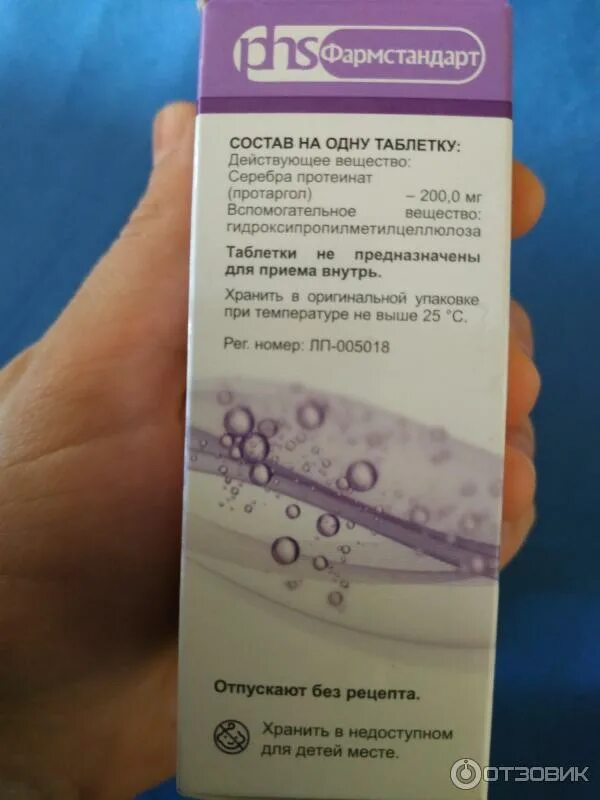 phs Фармстандарт
СОСТАВ НА ОДНУ ТАБЛЕТКУ:
Действующее вещество:
Серебра протеинат
(протаргол) – 200,0 мг
Вспомогательное вещество:
гидроксипропилметилцеллюлоза
Таблетки не предназначены
для приема внутрь.
Хранить в оригинальной упаковке
при температуре не выше 25 °С.
Рег. номер: ЛП-005018
Отпускают без рецепта.
Хранить в недоступном
для детей месте.
ОТЗОВИК